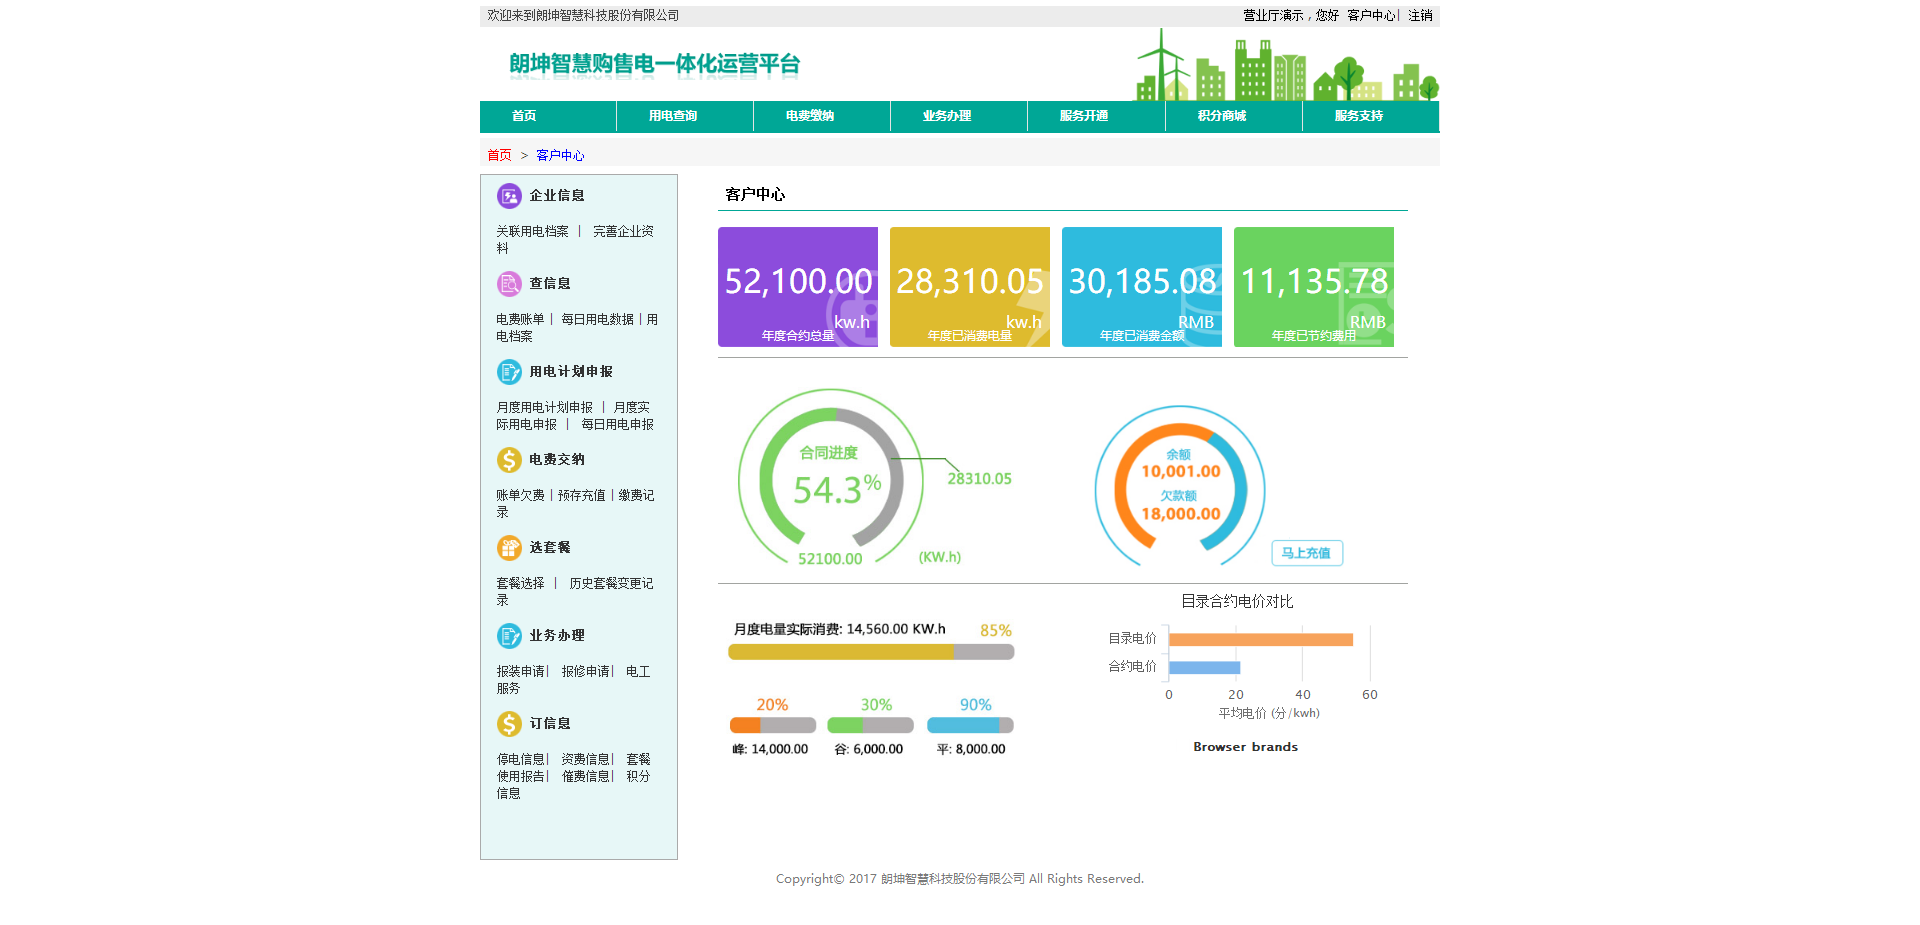 欢迎来到朗坤智慧科技股份有限公司
营业厅演示，您好 客户中心| 注销
朗坤智慧购售电一体化运营平台
首页 用电查询 电费缴纳 业务办理 服务开通 积分商城 服务支持
首页 > 客户中心
企业信息
关联用电档案 | 完善企业资
料
查信息
电费账单 | 每日用电数据 | 用
电档案
用电计划申报
月度用电计划申报 | 月度实
际用电申报 | 每日用电申报
电费交纳
账单欠费 | 预存充值 | 缴费记
录
选套餐
套餐选择 | 历史套餐变更记
录
业务办理
报装申请| 报修申请| 电工
服务
订信息
停电信息| 资费信息| 套餐
使用报告| 催费信息| 积分
信息
客户中心
52,100.00
kw.h
年度合约总量
28,310.05
kw.h
年度已消费电量
30,185.08
RMB
年度已消费金额
11,135.78
RMB
年度已节约费用
合同进度
54.3%
28310.05
52100.00
(KW.h)
余额
10,001.00
欠款额
18,000.00
马上充值
月度电量实际消费: 14,560.00 KW.h 85%
20% 30% 90%
峰: 14,000.00 谷: 6,000.00 平: 8,000.00
目录合约电价对比
目录电价
合约电价
0 20 40 60
平均电价 (分/kwh)
Browser brands
Copyright© 2017 朗坤智慧科技股份有限公司 All Rights Reserved.